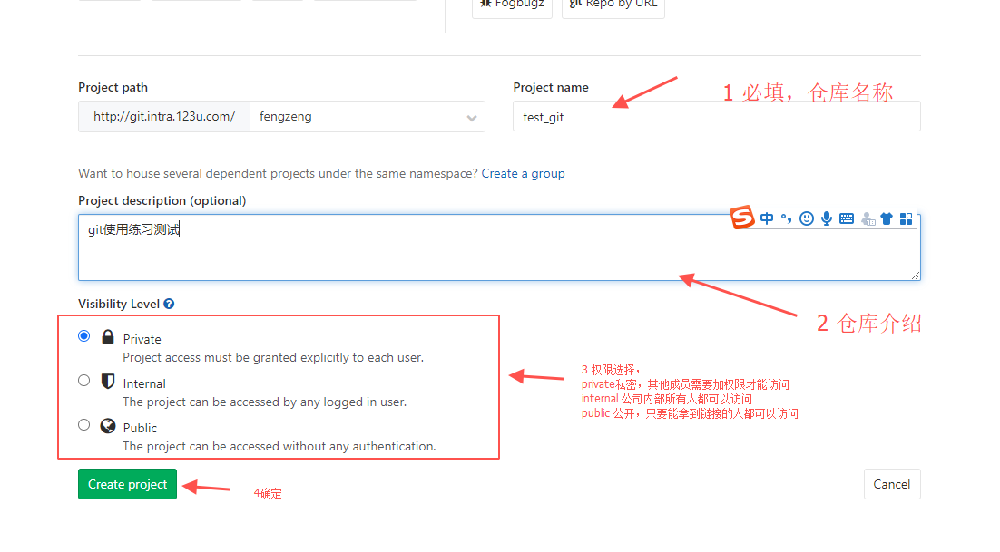 Fogbugz
git Repo by URL
Project path
Project name
1 必填，仓库名称
http://git.intra.123u.com/
fengzeng
test_git
Want to house several dependent projects under the same namespace? Create a group
Project description (optional)
git使用练习测试
中
2 仓库介绍
Visibility Level
Private
Project access must be granted explicitly to each user.
Internal
The project can be accessed by any logged in user.
Public
The project can be accessed without any authentication.
3 权限选择，
private私密，其他成员需要加权限才能访问
internal 公司内部所有人都可以访问
public 公开，只要能拿到链接的人都可以访问
Create project
4确定
Cancel